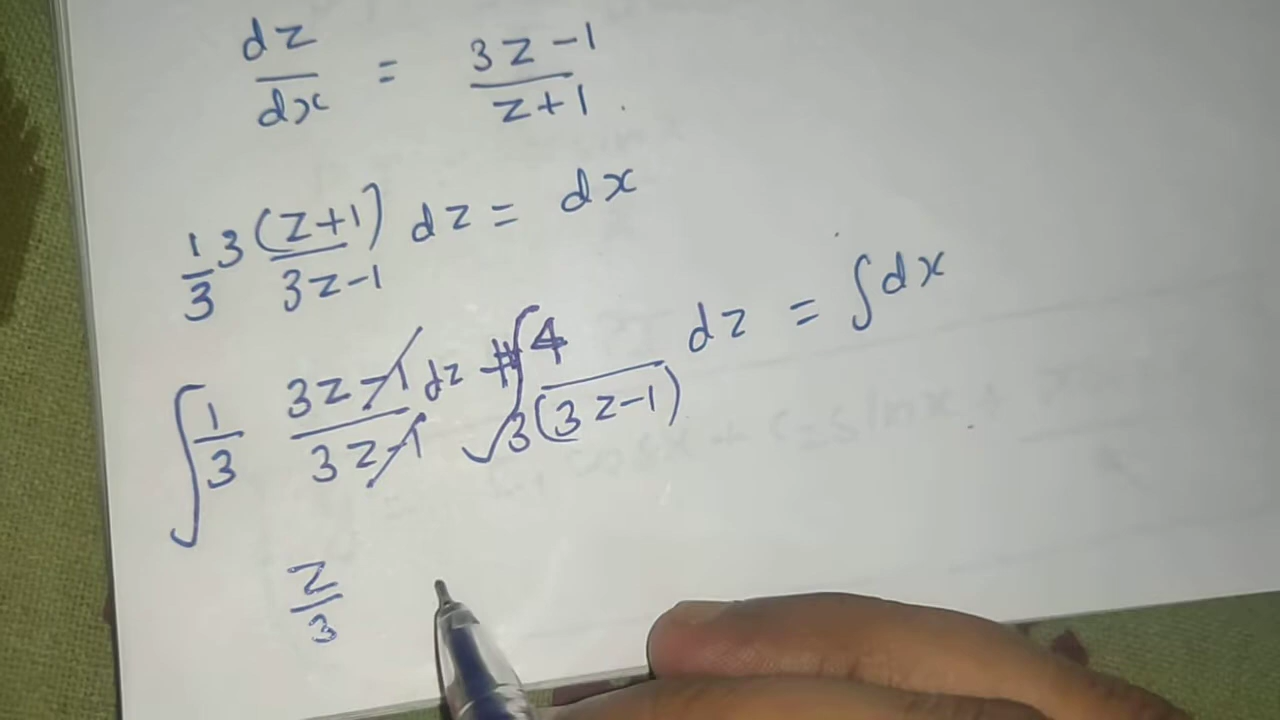 dz/dx = 3z-1/z+1.
1/3 3(z+1)/3z-1 dz = dx
∫ 1/3 3z-1/3z-1 dz + ∫ 4/3(3z-1) dz = ∫dx
z/3